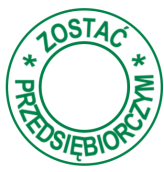 * ZOSTAĆ *
PRZEDSIĘBIORCZYM